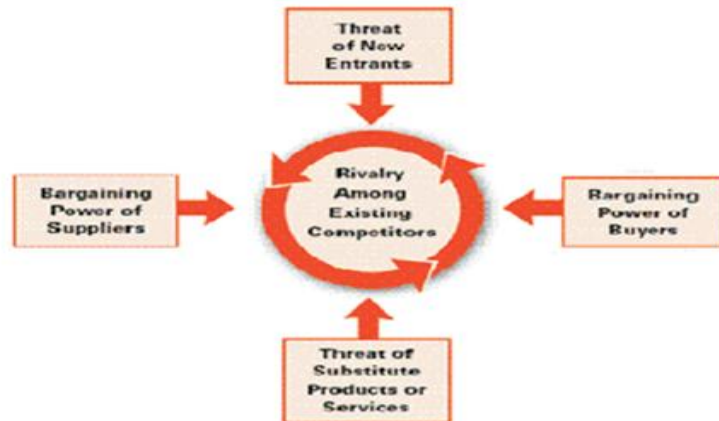 Threat
of New
Entrants
Bargaining
Power of
Suppliers
Rivalry
Among
Existing
Competitors
Bargaining
Power of
Buyers
Threat of
Substitute
Products or
Services